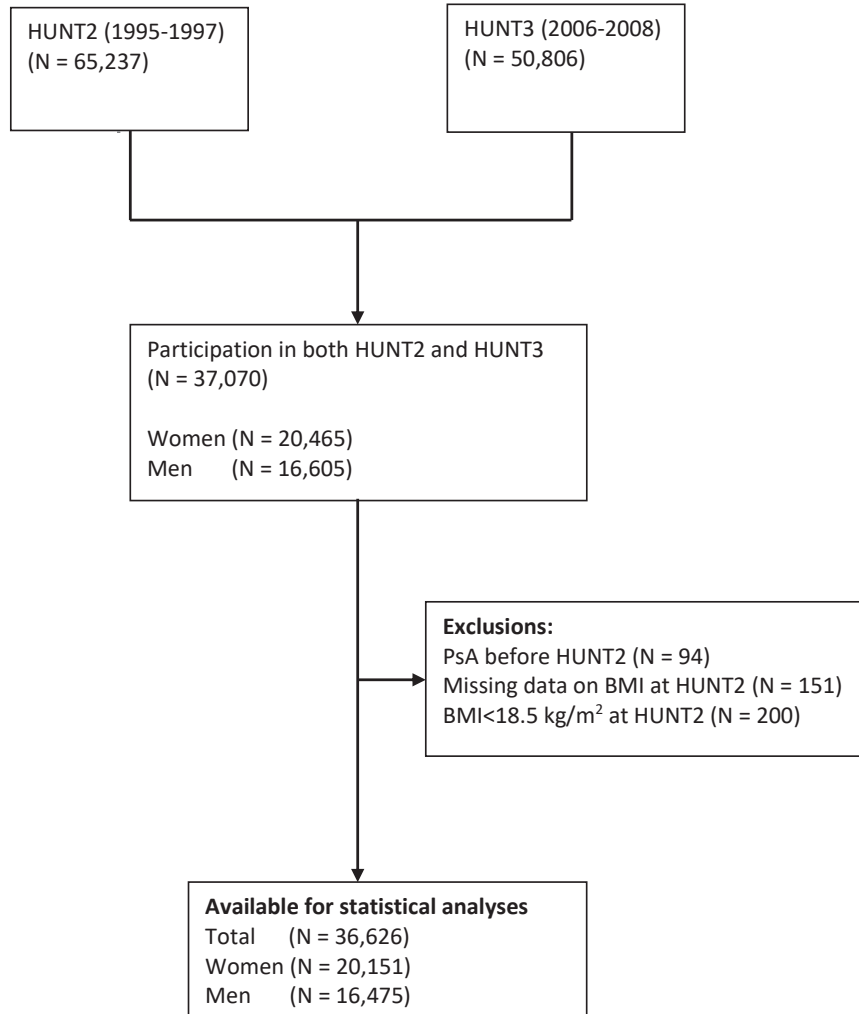 HUNT2 (1995-1997)
(N = 65,237)
HUNT3 (2006-2008)
(N = 50,806)
Participation in both HUNT2 and HUNT3
(N = 37,070)
Women (N = 20,465)
Men (N = 16,605)
Exclusions:
PsA before HUNT2 (N = 94)
Missing data on BMI at HUNT2 (N = 151)
BMI<18.5 kg/m² at HUNT2 (N = 200)
Available for statistical analyses
Total (N = 36,626)
Women (N = 20,151)
Men (N = 16,475)